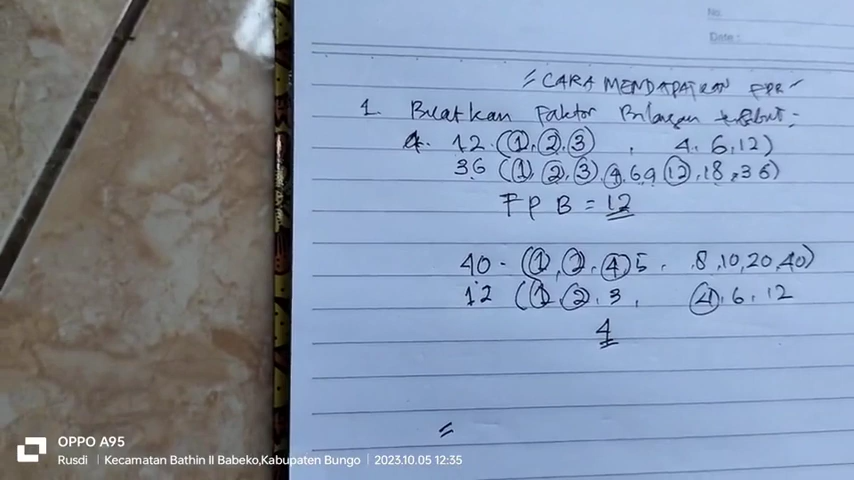 No.
Date :
= CARA MENDAPATKAN FPB =
1. Buatkan Faktor Bilangan tersebut :
a. 12. (1, 2, 3) , 4, 6, 12)
36 (1, 2, 3, 4, 6, 9, 12, 18, 36)
FPB = 12
40 - (1, 2, 4, 5, 8, 10, 20, 40)
12 (1, 2, 3, 4, 6, 12
4
=
OPPO A95
Rusdi | Kecamatan Bathin II Babeko,Kabupaten Bungo | 2023.10.05 12:35